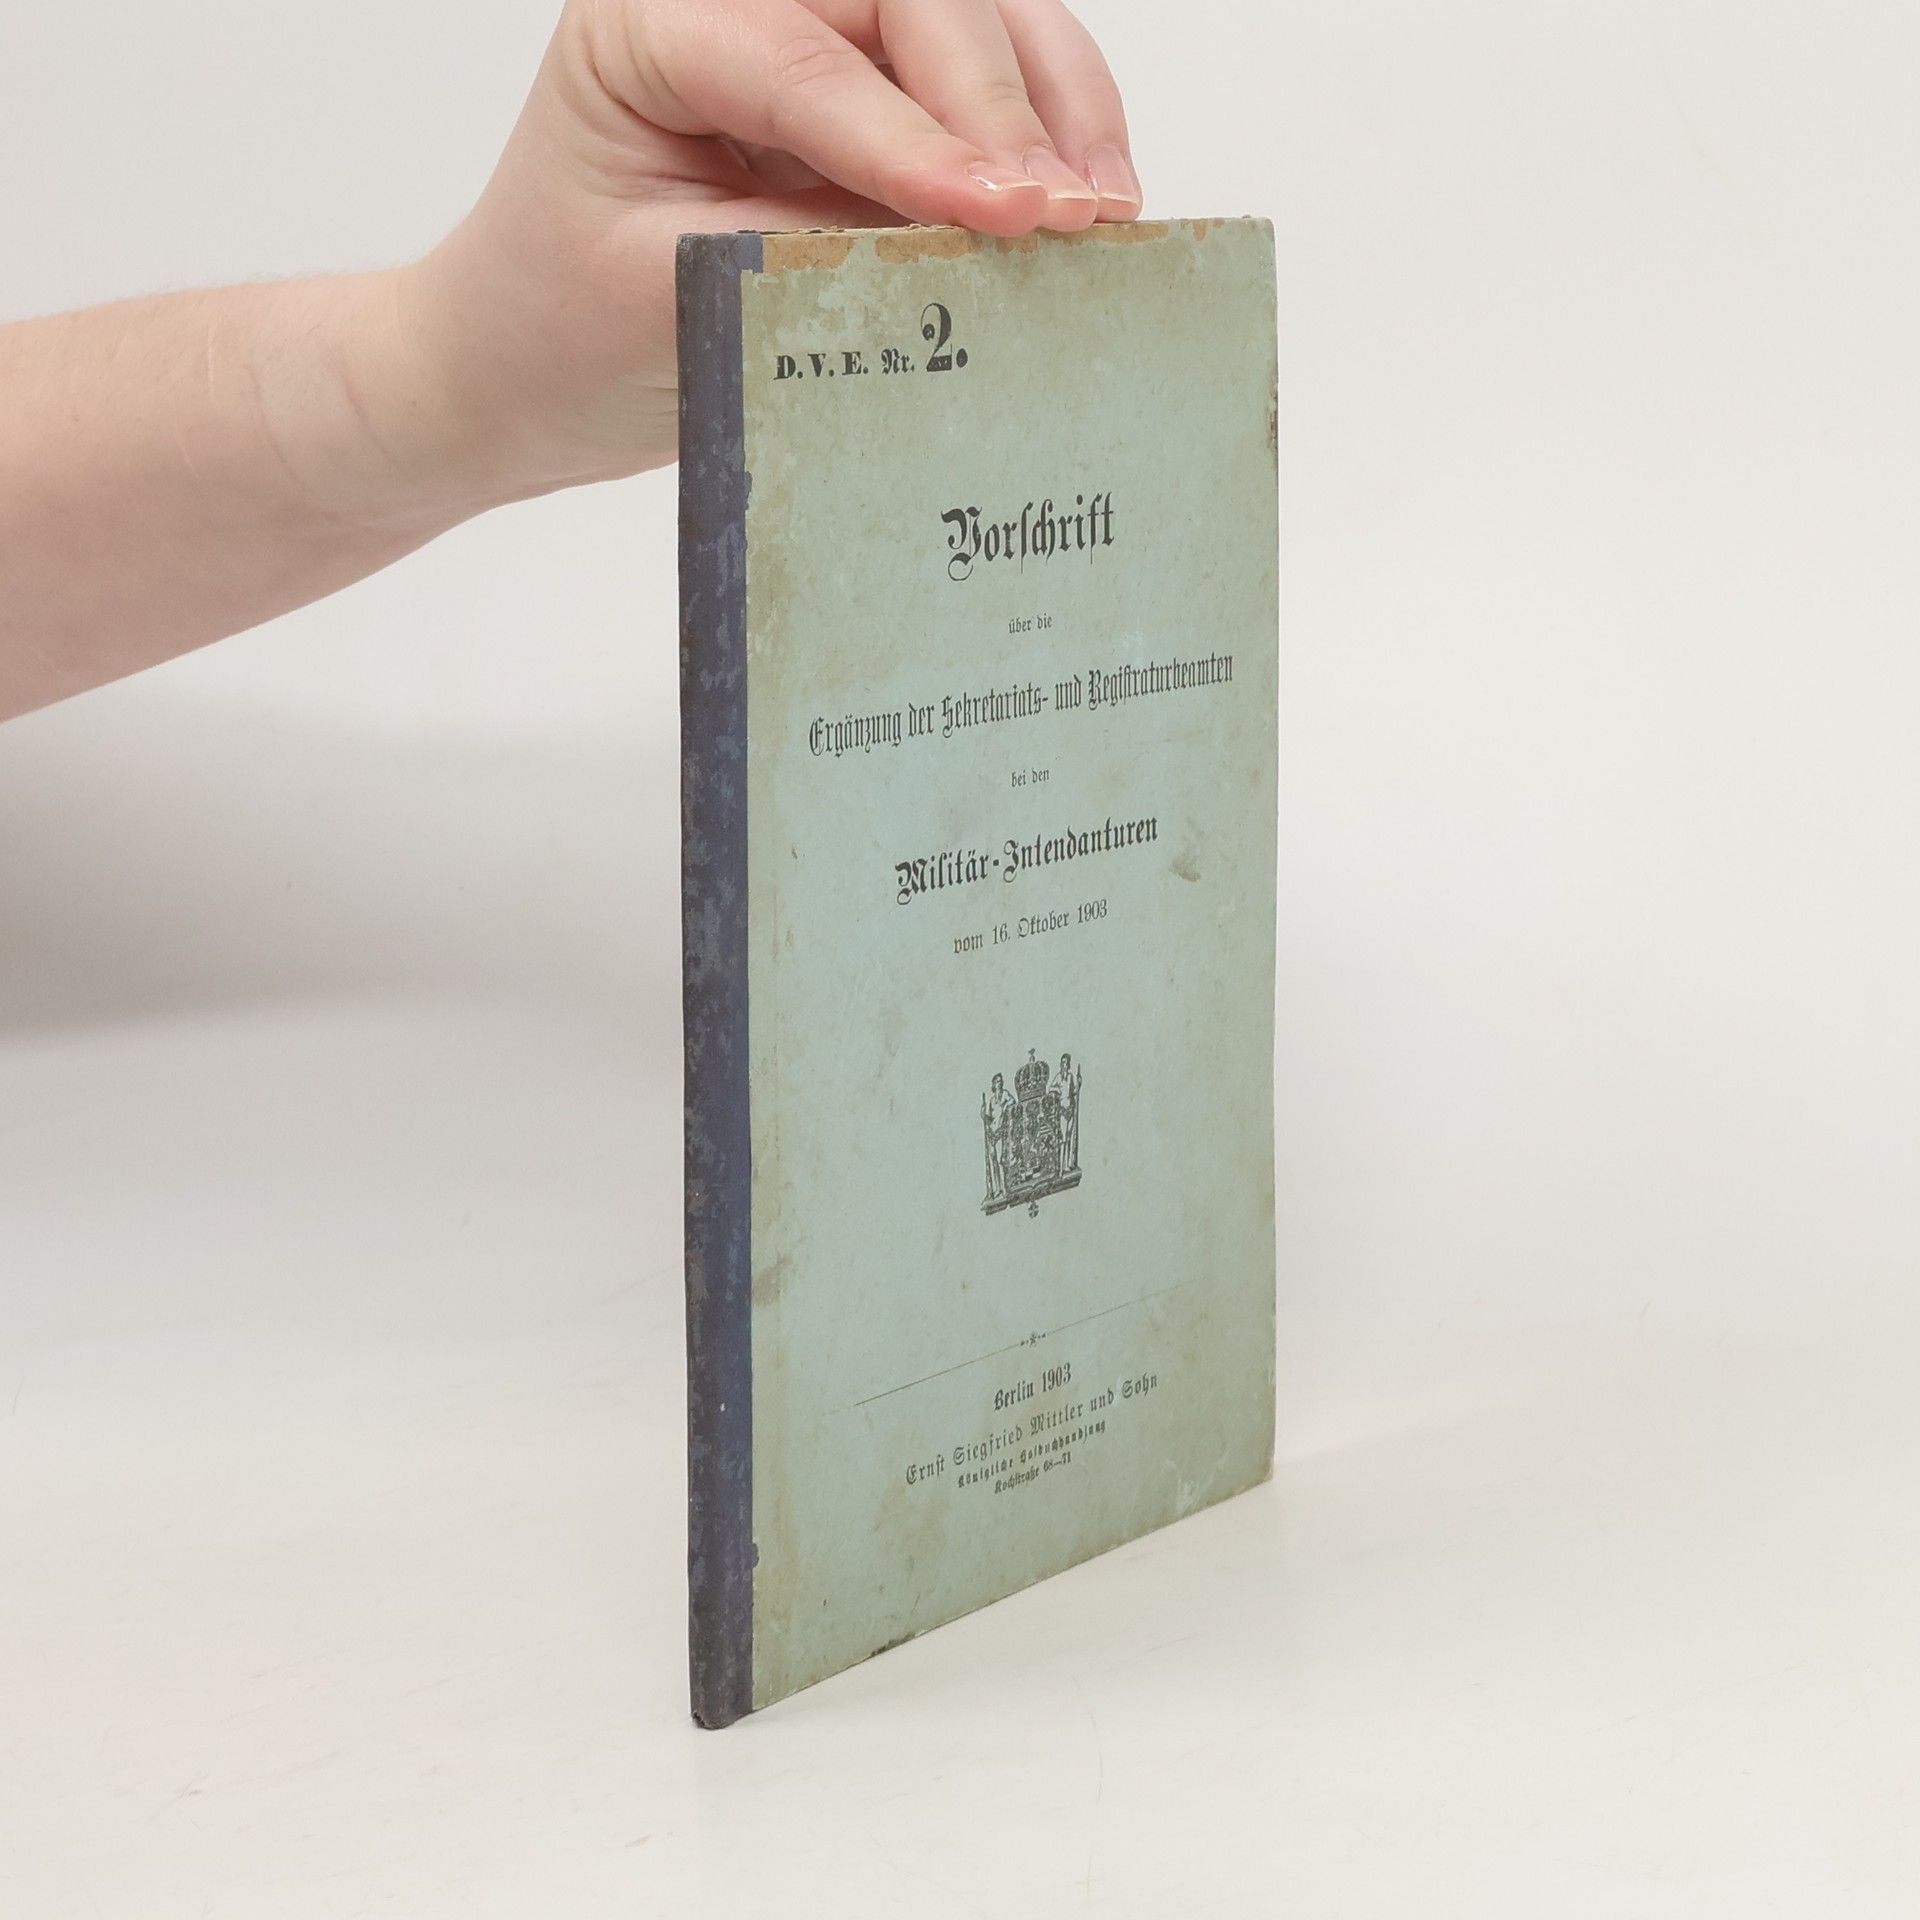 D. V. E. Nr. 2.
Vorschrift
über die
Ergänzung der Sekretariats- und Registraturbeamten
bei den
Militär-Intendanturen
vom 16. Oktober 1903
Berlin 1903
Ernst Siegfried Mittler und Sohn
Königliche Hofbuchhandlung
Kochstraße 68—71